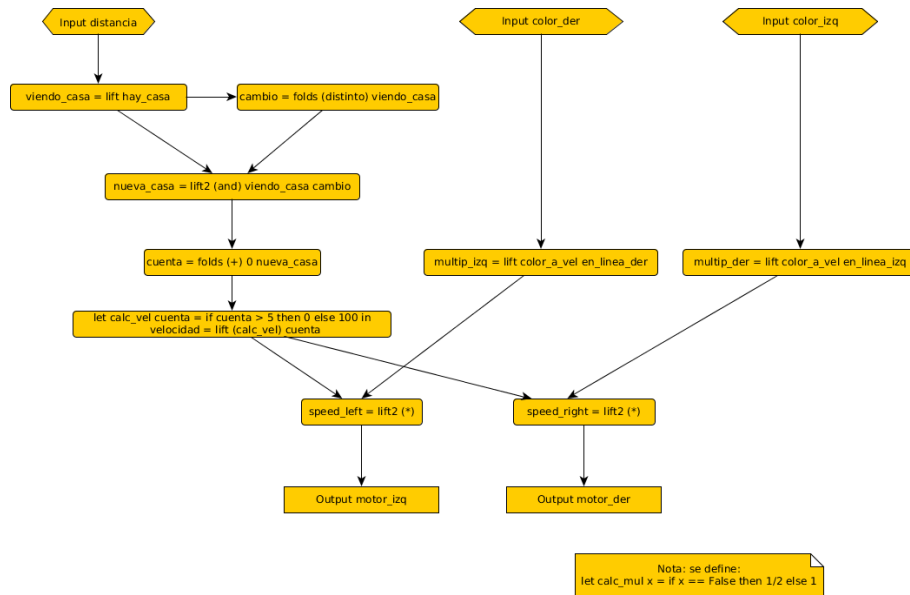 Input distancia
Input color_der
Input color_izq
viendo_casa = lift hay_casa
cambio = folds (distinto) viendo_casa
nueva_casa = lift2 (and) viendo_casa cambio
cuenta = folds (+) 0 nueva_casa
multip_izq = lift color_a_vel en_linea_der
multip_der = lift color_a_vel en_linea_izq
let calc_vel cuenta = if cuenta > 5 then 0 else 100 in
velocidad = lift (calc_vel) cuenta
speed_left = lift2 (*)
speed_right = lift2 (*)
Output motor_izq
Output motor_der
Nota: se define:
let calc_mul x = if x == False then 1/2 else 1